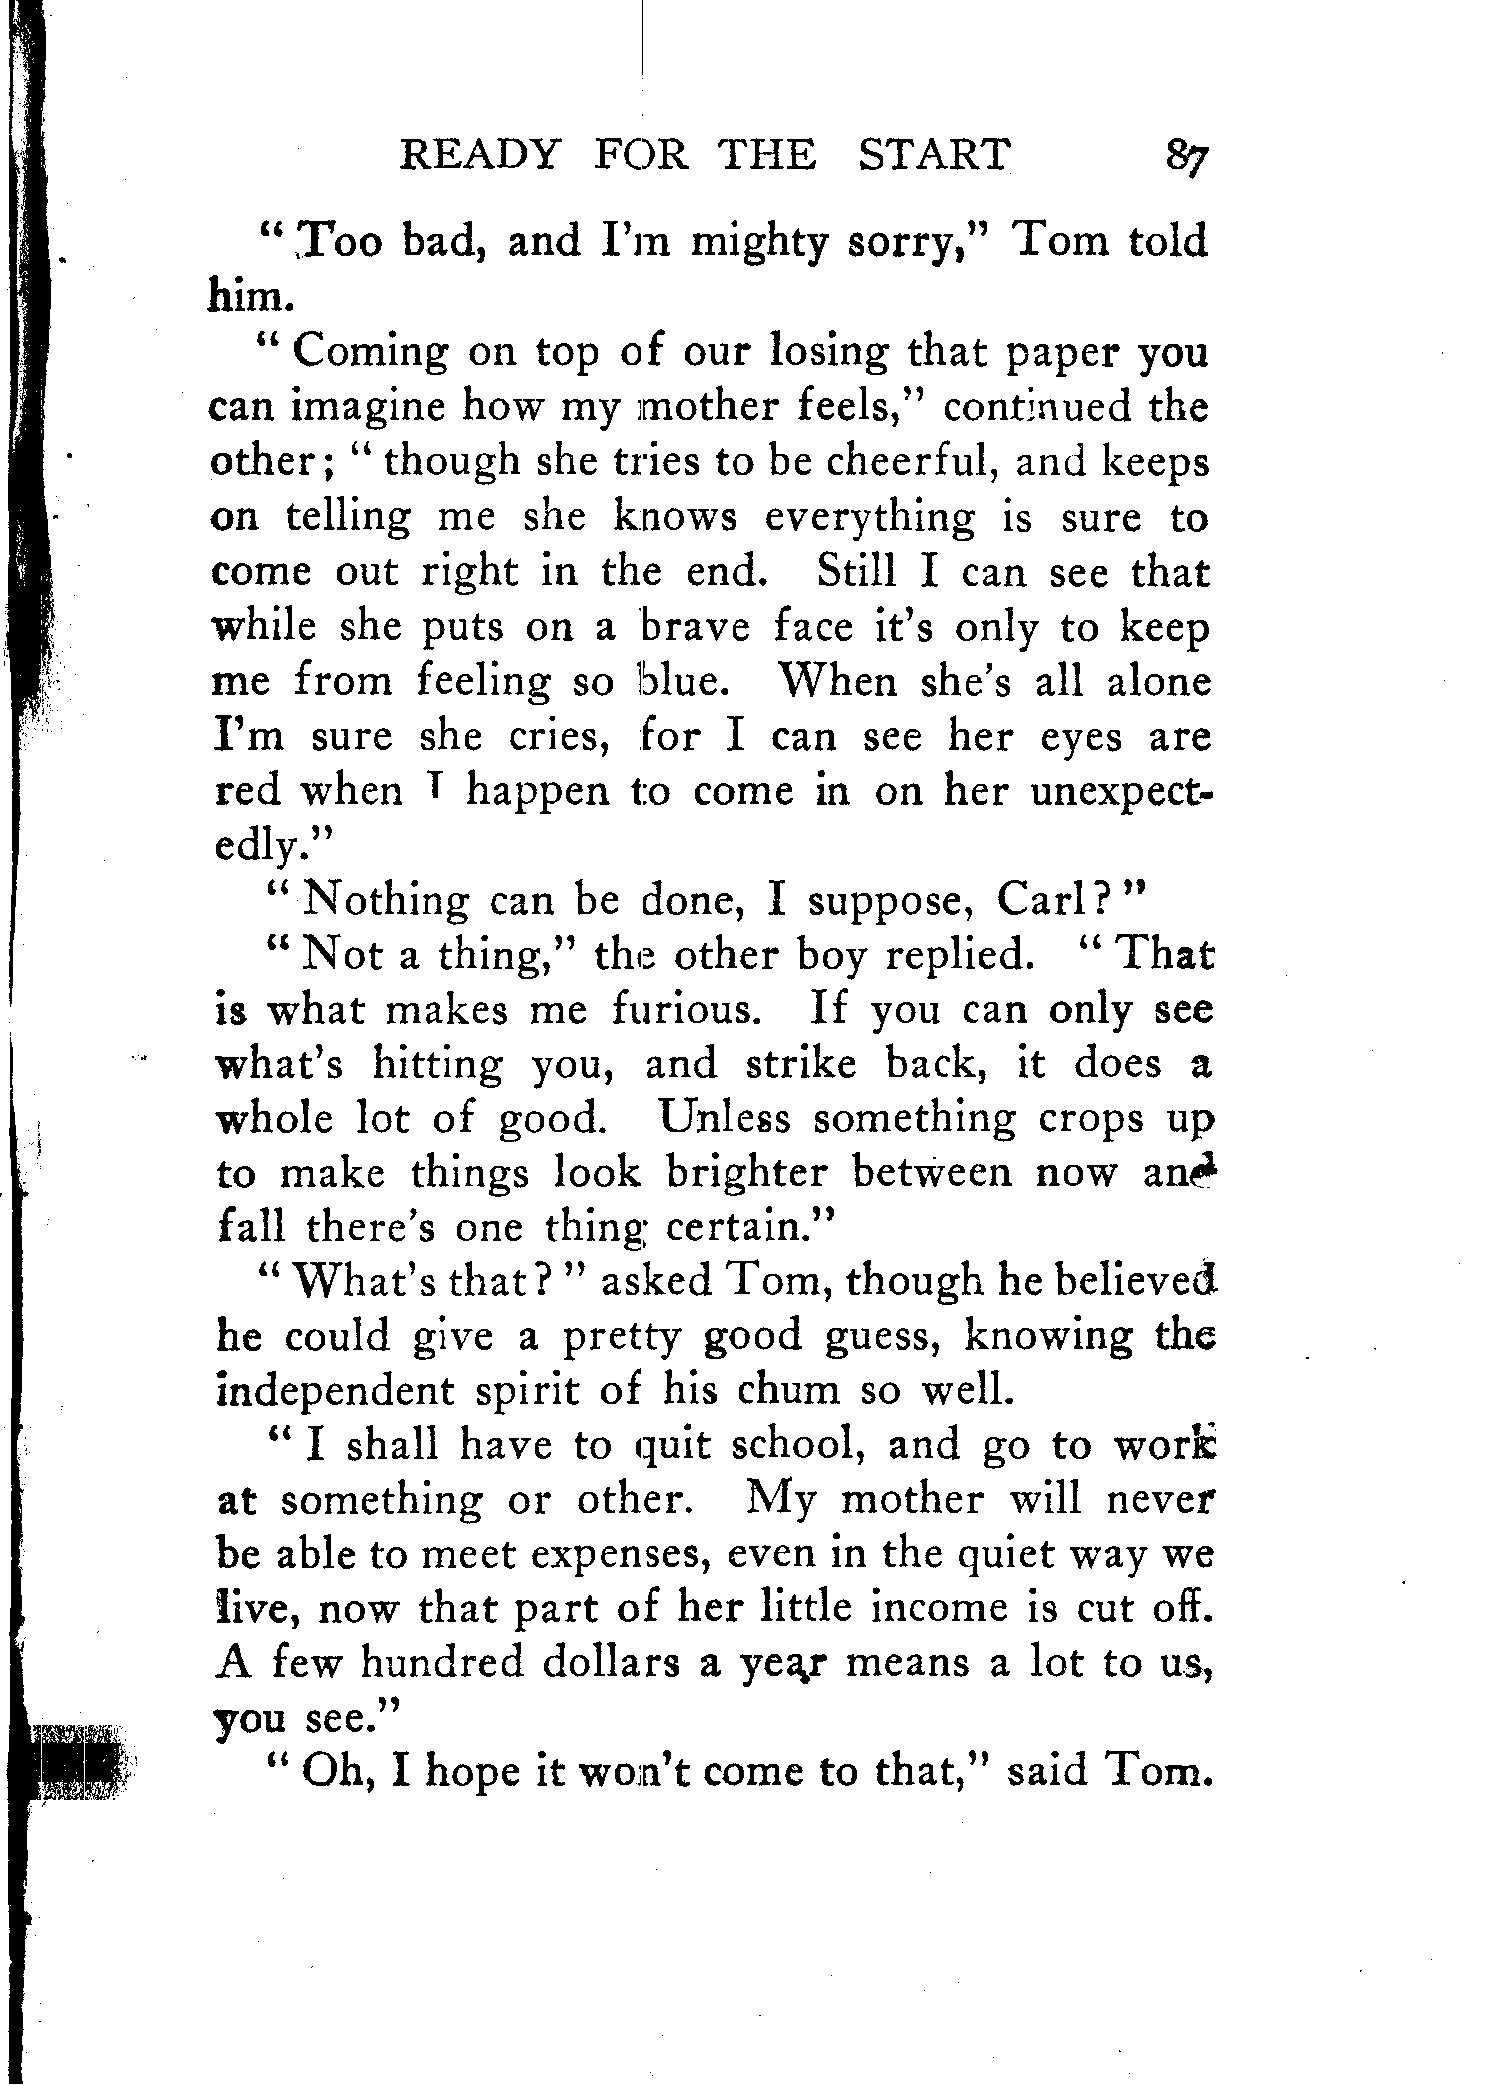 READY FOR THE START 87
“ Too bad, and I’m mighty sorry,” Tom told
him.
“ Coming on top of our losing that paper you
can imagine how my mother feels,” continued the
other; “ though she tries to be cheerful, and keeps
on telling me she knows everything is sure to
come out right in the end. Still I can see that
while she puts on a brave face it’s only to keep
me from feeling so blue. When she’s all alone
I’m sure she cries, for I can see her eyes are
red when I happen to come in on her unexpect-
edly.”
“ Nothing can be done, I suppose, Carl? ”
“ Not a thing,” the other boy replied. “ That
is what makes me furious. If you can only see
what’s hitting you, and strike back, it does a
whole lot of good. Unless something crops up
to make things look brighter between now and
fall there’s one thing certain.”
“ What’s that? ” asked Tom, though he believed
he could give a pretty good guess, knowing the
independent spirit of his chum so well.
“ I shall have to quit school, and go to work
at something or other. My mother will never
be able to meet expenses, even in the quiet way we
live, now that part of her little income is cut off.
A few hundred dollars a year means a lot to us,
you see.”
“ Oh, I hope it won’t come to that,” said Tom.